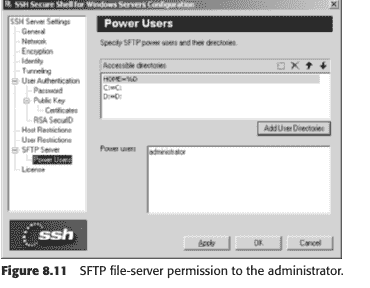 SSH Secure Shell for Windows Servers Configuration
SSH Server Settings
General
Network
Encryption
Identity
Tunneling
User Authentication
Password
Public Key
Certificates
RSA SecurID
Host Restrictions
User Restrictions
SFTP Server
Power Users
License
Power Users
Specify SFTP power users and their directories.
Accessible directories
HOME=%D
C:=C:
D:=D:
Add User Directories
Power users
administrator
ssh
Apply
OK
Cancel
Figure 8.11 SFTP file-server permission to the administrator.